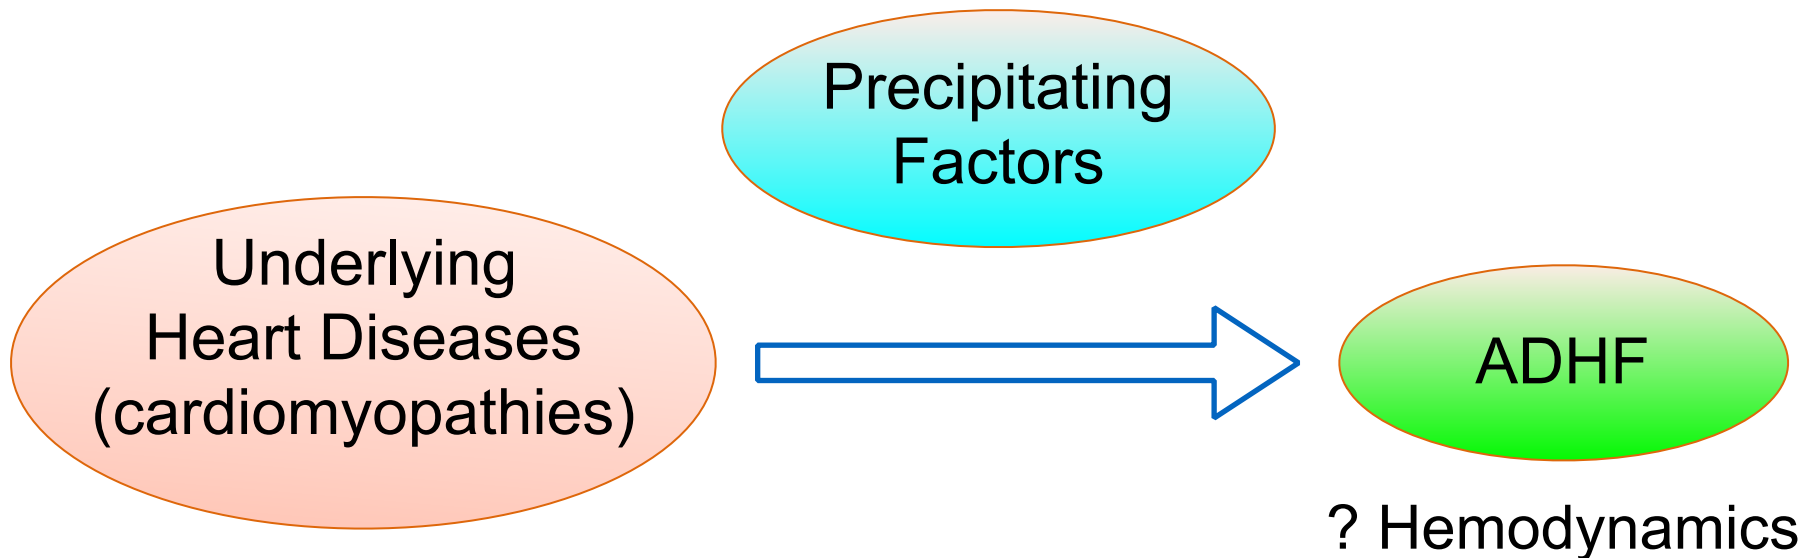 Precipitating
Factors
Underlying
Heart Diseases
(cardiomyopathies)
ADHF
? Hemodynamics